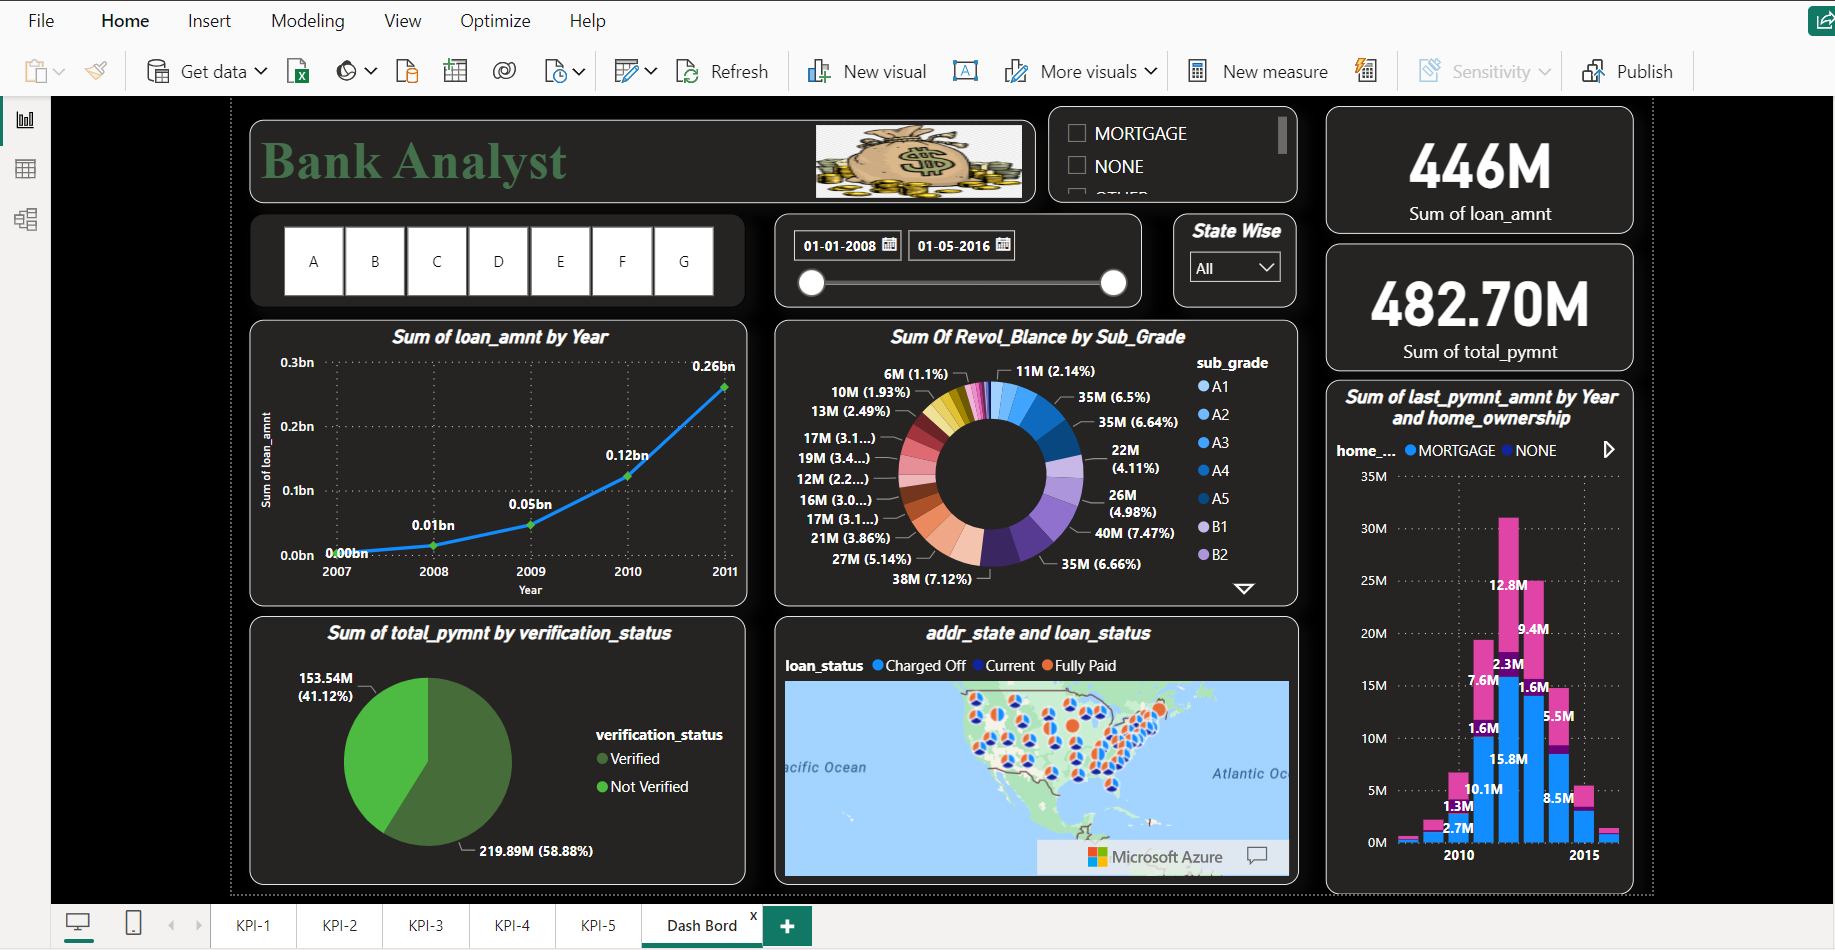 File Home Insert Modeling View Optimize Help
Get data Refresh New visual More visuals New measure Sensitivity Publish
Bank Analyst
MORTGAGE
NONE
446M
Sum of loan_amnt
A B C D E F G
01-01-2008 01-05-2016
State Wise
All
482.70M
Sum of total_pymnt
Sum of loan_amnt by Year
0.3bn
0.2bn
0.1bn
0.0bn
Sum of loan_amnt
0.00bn
0.01bn
0.05bn
0.12bn
0.26bn
2007 2008 2009 2010 2011
Year
Sum Of Revol_Blance by Sub_Grade
11M (2.14%)
35M (6.5%)
35M (6.64%)
22M
(4.11%)
26M
(4.98%)
40M (7.47%)
35M (6.66%)
38M (7.12%)
27M (5.14%)
21M (3.86%)
17M (3.1...)
16M (3.0...)
12M (2.2...)
19M (3.4...)
17M (3.1...)
13M (2.49%)
10M (1.93%)
6M (1.1%)
sub_grade
A1
A2
A3
A4
A5
B1
B2
Sum of last_pymnt_amnt by Year
and home_ownership
home_... MORTGAGE NONE
35M
30M
25M
20M
15M
10M
5M
0M
12.8M
9.4M
2.3M
7.6M
1.6M
5.5M
1.6M
15.8M
10.1M
8.5M
1.3M
2.7M
2010 2015
Sum of total_pymnt by verification_status
153.54M
(41.12%)
219.89M (58.88%)
verification_status
Verified
Not Verified
addr_state and loan_status
loan_status Charged Off Current Fully Paid
acific Ocean
Atlantic Oc
Microsoft Azure
KPI-1 KPI-2 KPI-3 KPI-4 KPI-5 Dash Bord x
+